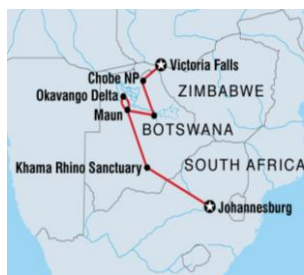 Victoria Falls
Chobe NP
ZIMBABWE
Okavango Delta
Maun
BOTSWANA
Khama Rhino Sanctuary
SOUTH AFRICA
Johannesburg